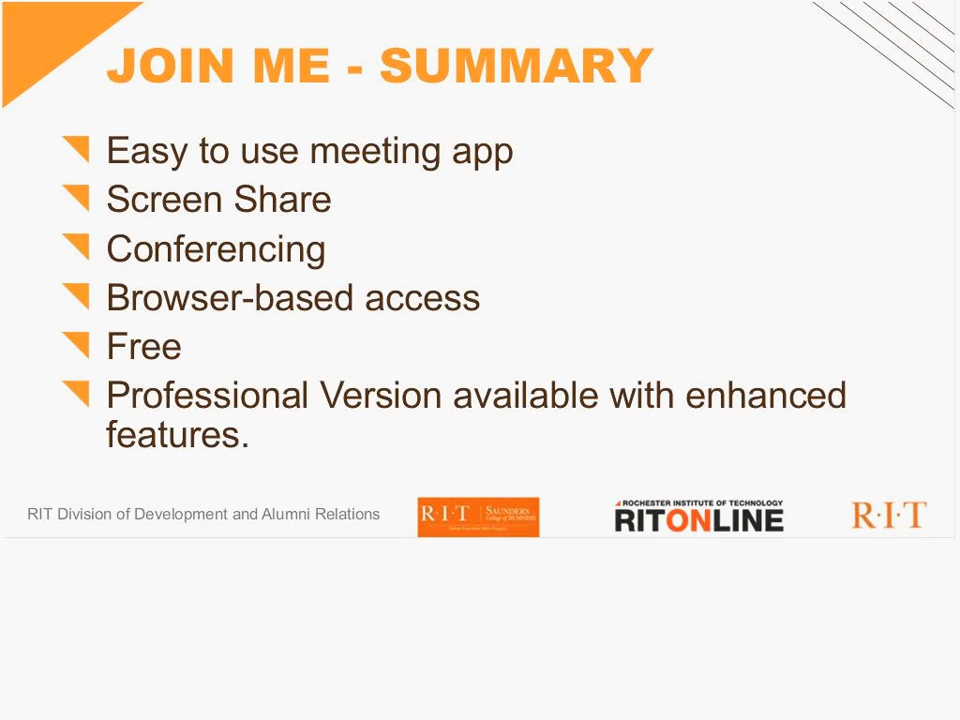 JOIN ME - SUMMARY
Easy to use meeting app
Screen Share
Conferencing
Browser-based access
Free
Professional Version available with enhanced
features.
RIT Division of Development and Alumni Relations
R·I·T SAUNDERS
College of BUSINESS
ROCHESTER INSTITUTE OF TECHNOLOGY
RITONLINE
R·I·T